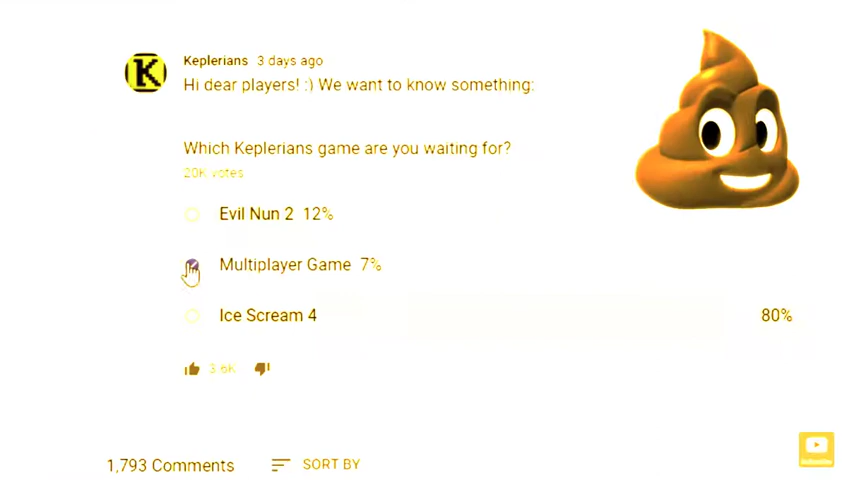 K
Keplerians 3 days ago
Hi dear players! :) We want to know something:
Which Keplerians game are you waiting for?
20K votes
Evil Nun 2 12%
Multiplayer Game 7%
Ice Scream 4 80%
3.6K
1,793 Comments SORT BY